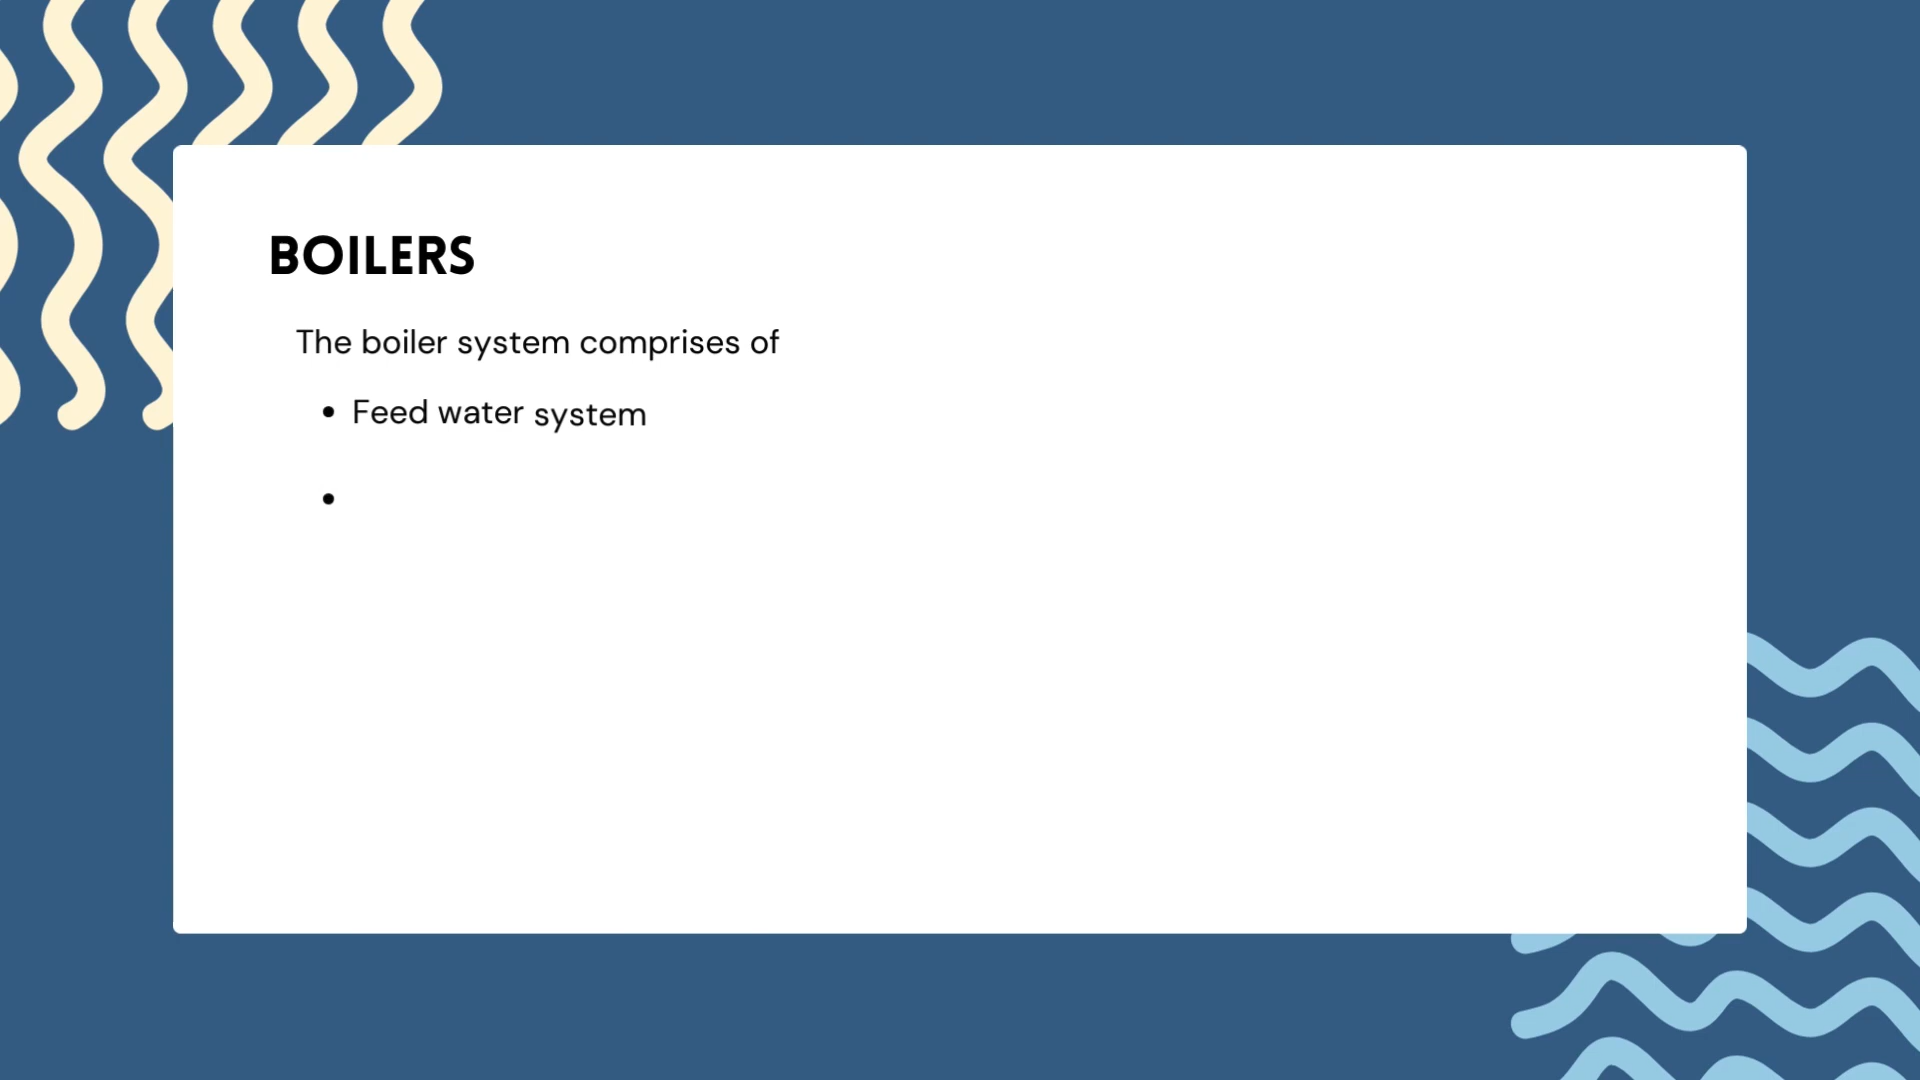 BOILERS
The boiler system comprises of
• Feed water system
•